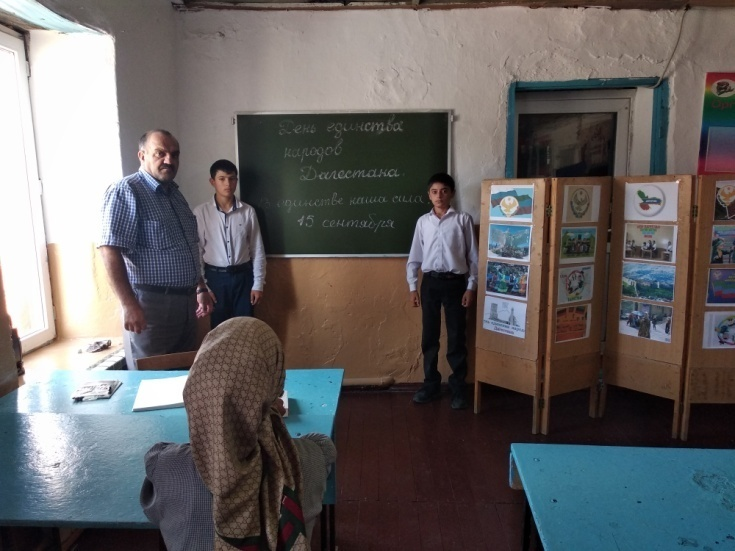 День единства
народов
Дагестана.
В единстве наша сила
15 сентября